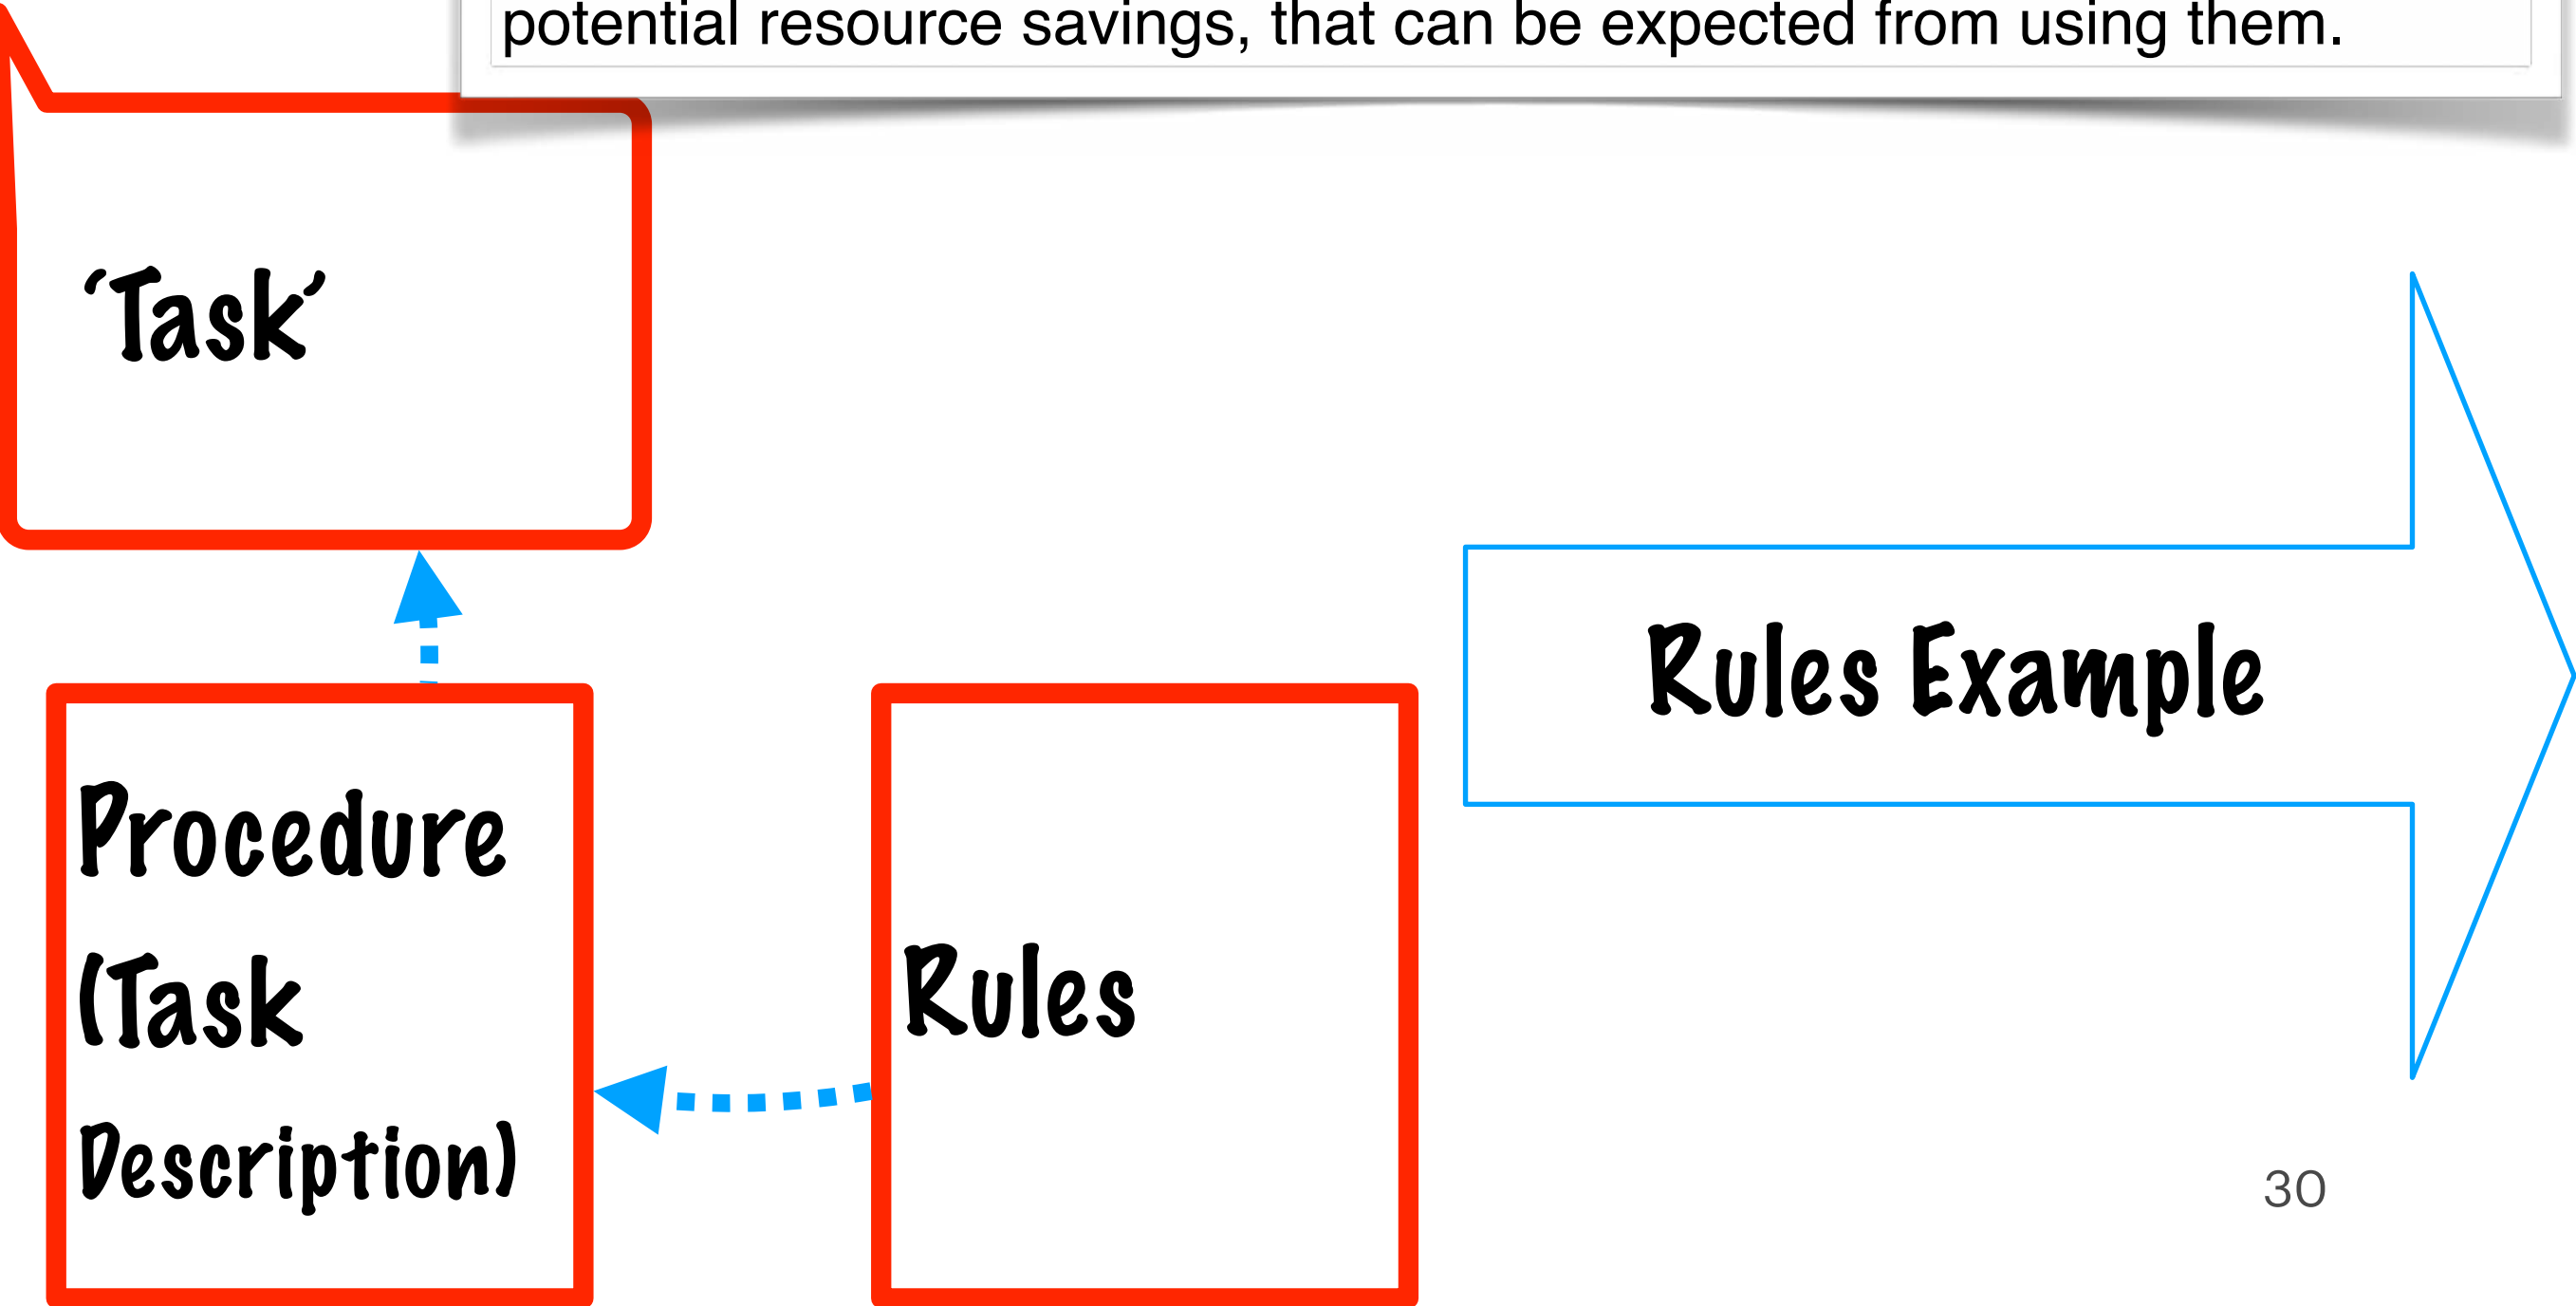 potential resource savings, that can be expected from using them.
‘Task’
Rules Example
Procedure
(Task
Description)
Rules
30